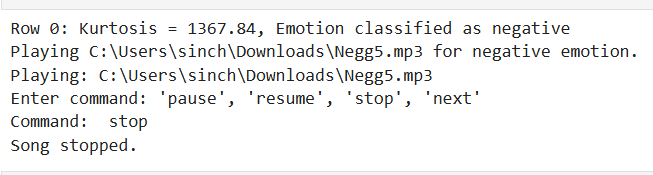 Row 0: Kurtosis = 1367.84, Emotion classified as negative
Playing C:\Users\sinch\Downloads\Negg5.mp3 for negative emotion.
Playing: C:\Users\sinch\Downloads\Negg5.mp3
Enter command: 'pause', 'resume', 'stop', 'next'
Command:  stop
Song stopped.